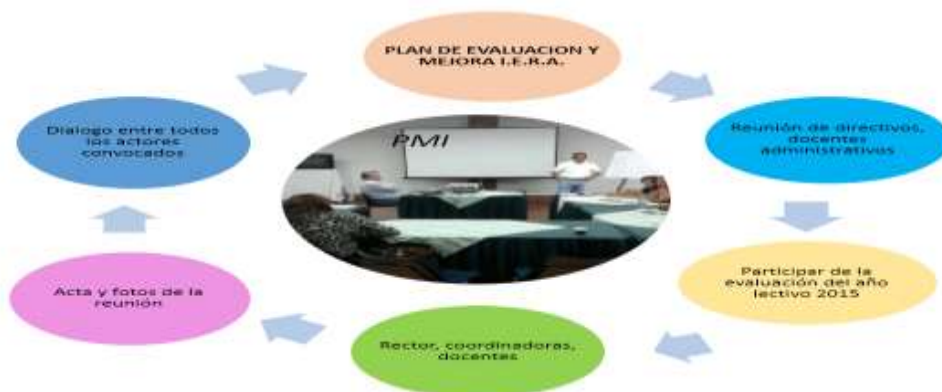 PLAN DE EVALUACION Y
MEJORA I.E.R.A.
Reunión de directivos,
docentes
administrativos
Participar de la
evaluación del año
lectivo 2015
Rector, coordinadoras,
docentes
Acta y fotos de la
reunión
Dialogo entre todos
los actores
convocados
PMI